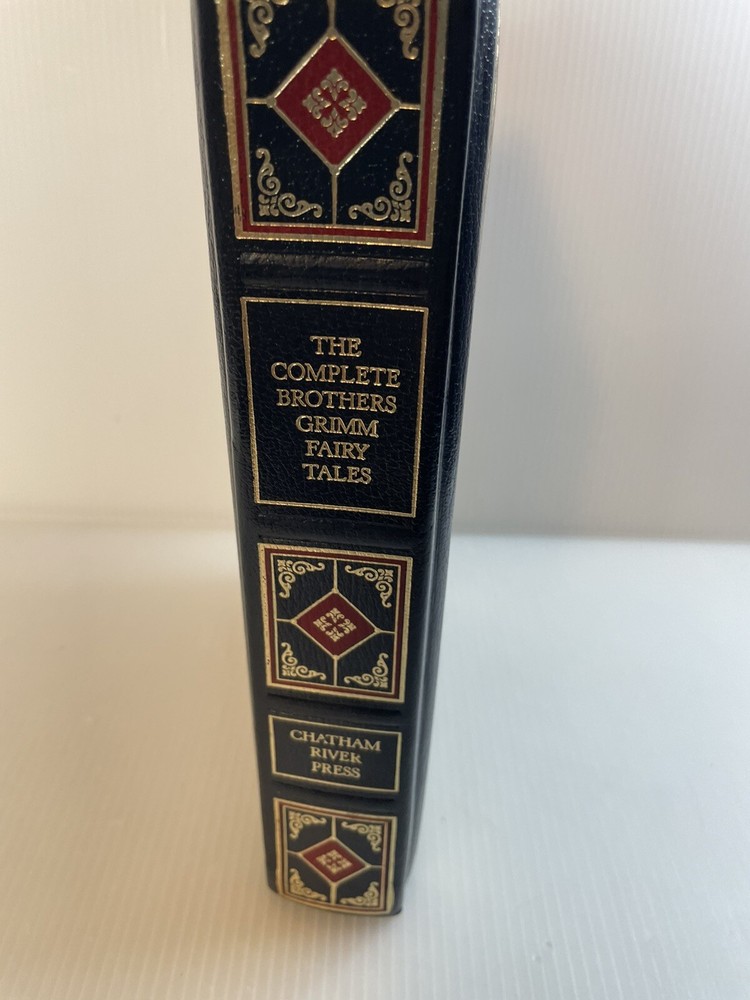 THE
COMPLETE
BROTHERS
GRIMM
FAIRY
TALES
CHATHAM
RIVER
PRESS